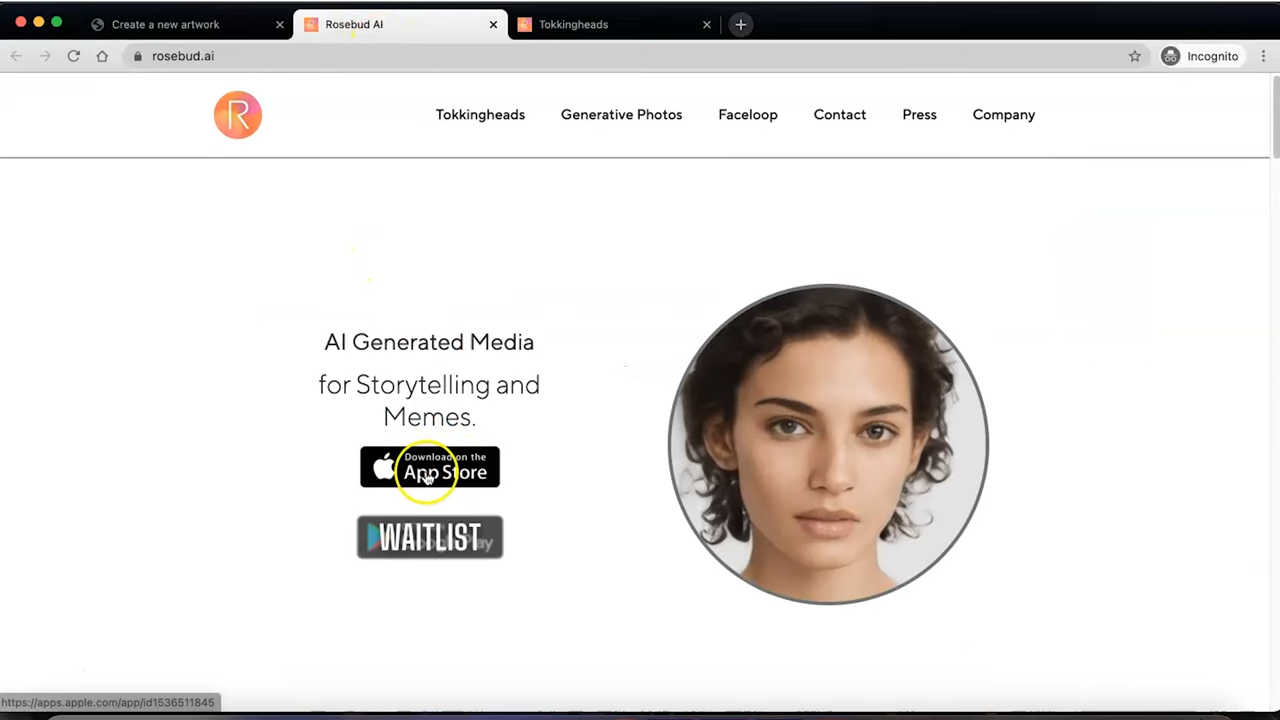 Create a new artwork
Rosebud AI
Tokkingheads
rosebud.ai
Incognito
R
Tokkingheads
Generative Photos
Faceloop
Contact
Press
Company
AI Generated Media
for Storytelling and
Memes.
Download on the
App Store
WAITLIST
https://apps.apple.com/app/id1536511845